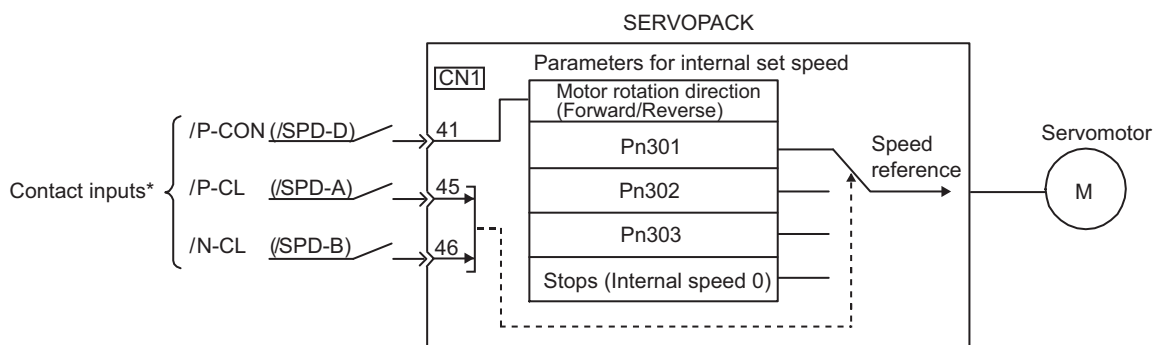 SERVOPACK
CN1
Parameters for internal set speed
Motor rotation direction
(Forward/Reverse)
Contact inputs*
/P-CON (/SPD-D)
41
/P-CL (/SPD-A)
45
/N-CL (/SPD-B)
46
Pn301
Pn302
Pn303
Stops (Internal speed 0)
Speed
reference
Servomotor
M